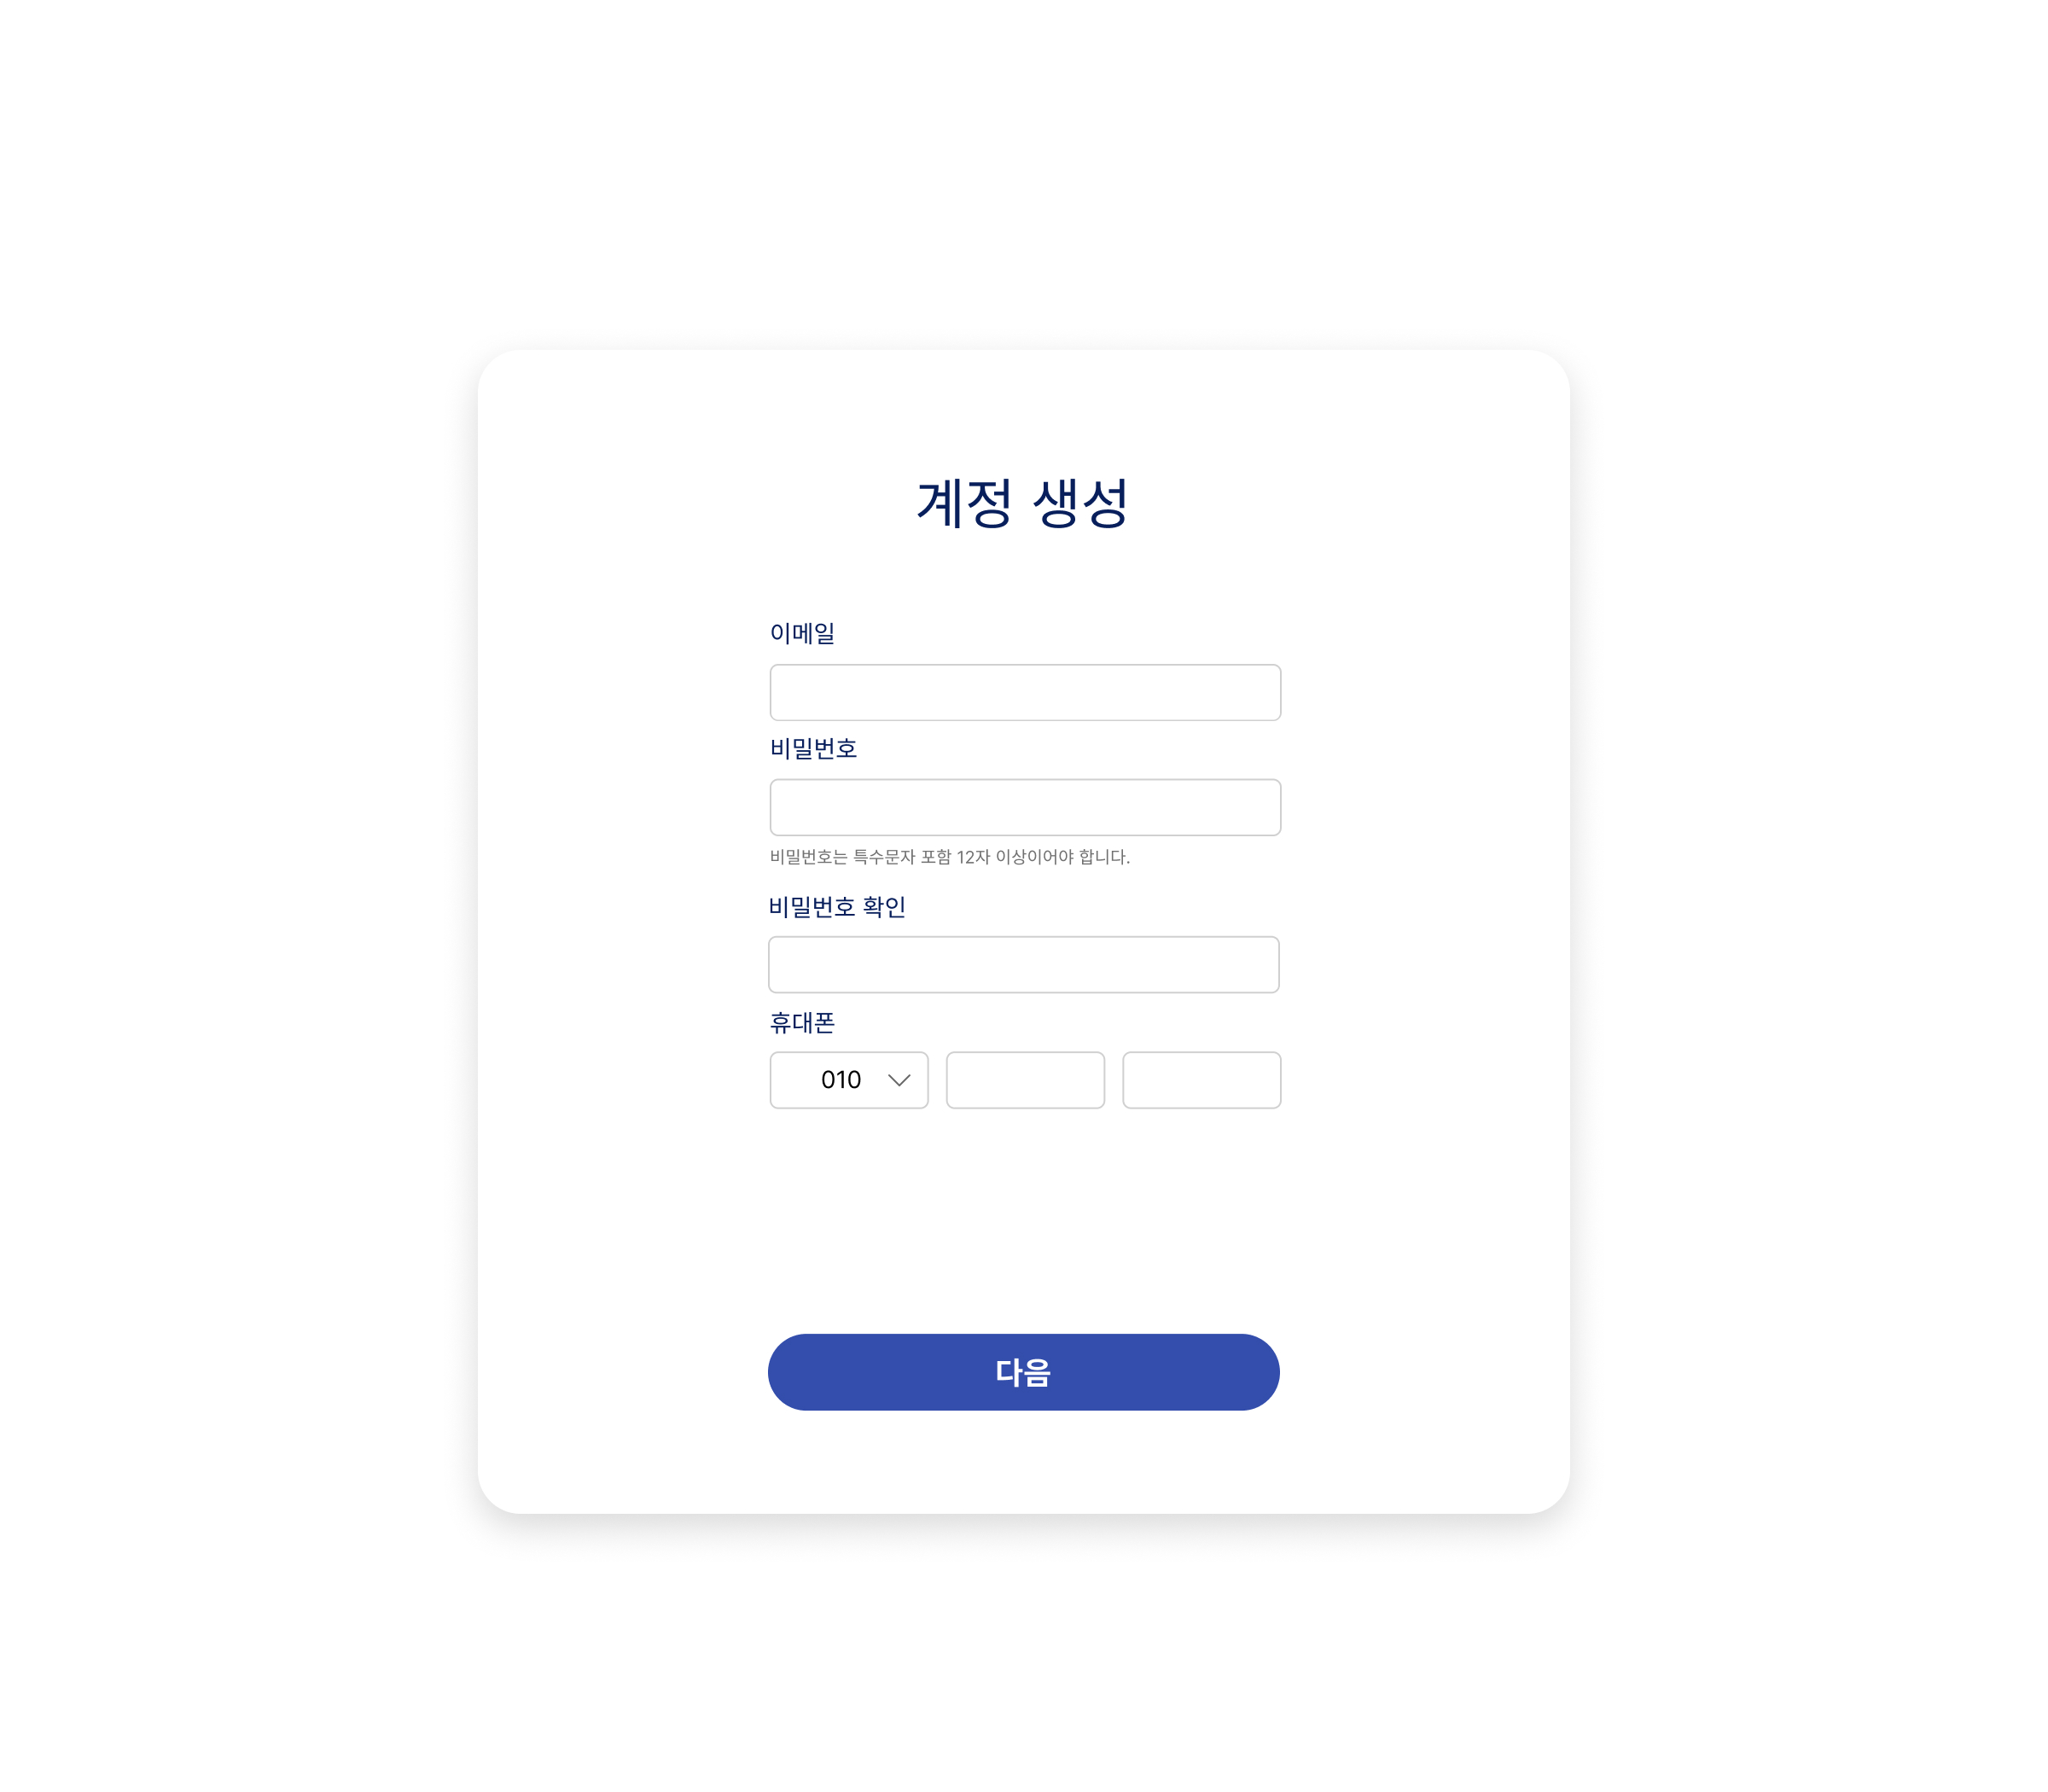 계정 생성
이메일
비밀번호
비밀번호는 특수문자 포함 12자 이상이어야 합니다.
비밀번호 확인
휴대폰
010
다음